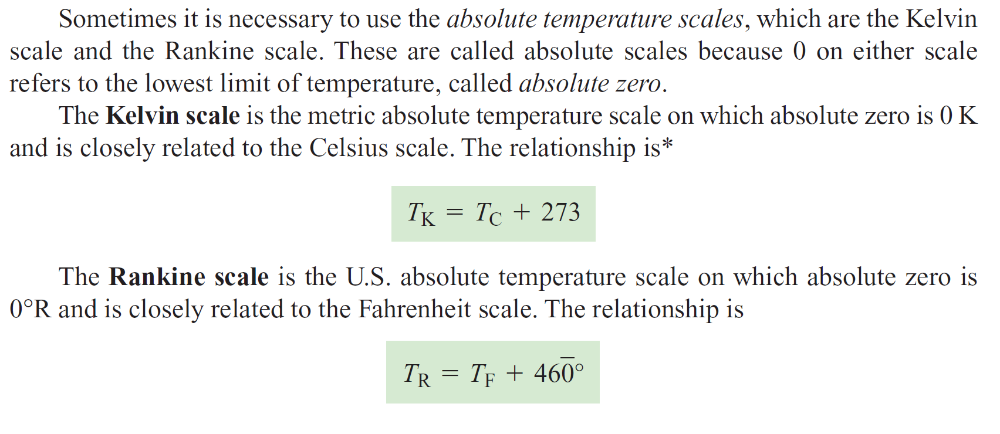 Sometimes it is necessary to use the absolute temperature scales, which are the Kelvin
scale and the Rankine scale. These are called absolute scales because 0 on either scale
refers to the lowest limit of temperature, called absolute zero.
The Kelvin scale is the metric absolute temperature scale on which absolute zero is 0 K
and is closely related to the Celsius scale. The relationship is*
T_K = T_C + 273
The Rankine scale is the U.S. absolute temperature scale on which absolute zero is
0°R and is closely related to the Fahrenheit scale. The relationship is
T_R = T_F + 460̅°